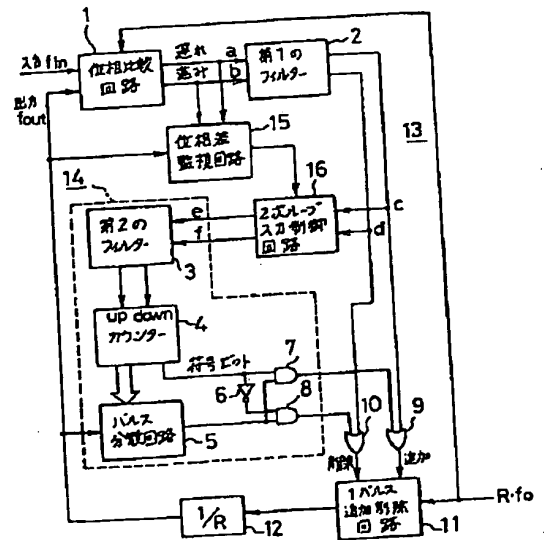 1
入力 fin
位相比較
回路
遅れ a
進み b
第1の
フィルター
2
出力
fout
位相差
監視回路
15
13
14
16
第2の
フィルター
3
e
f
2次ループ
入力制御
回路
c
d
up down
カウンター
4
符号ビット
7
6
8
パルス
分散回路
5
10
9
削除
追加
1/R
12
1パルス
追加削除
回路
11
R·fo